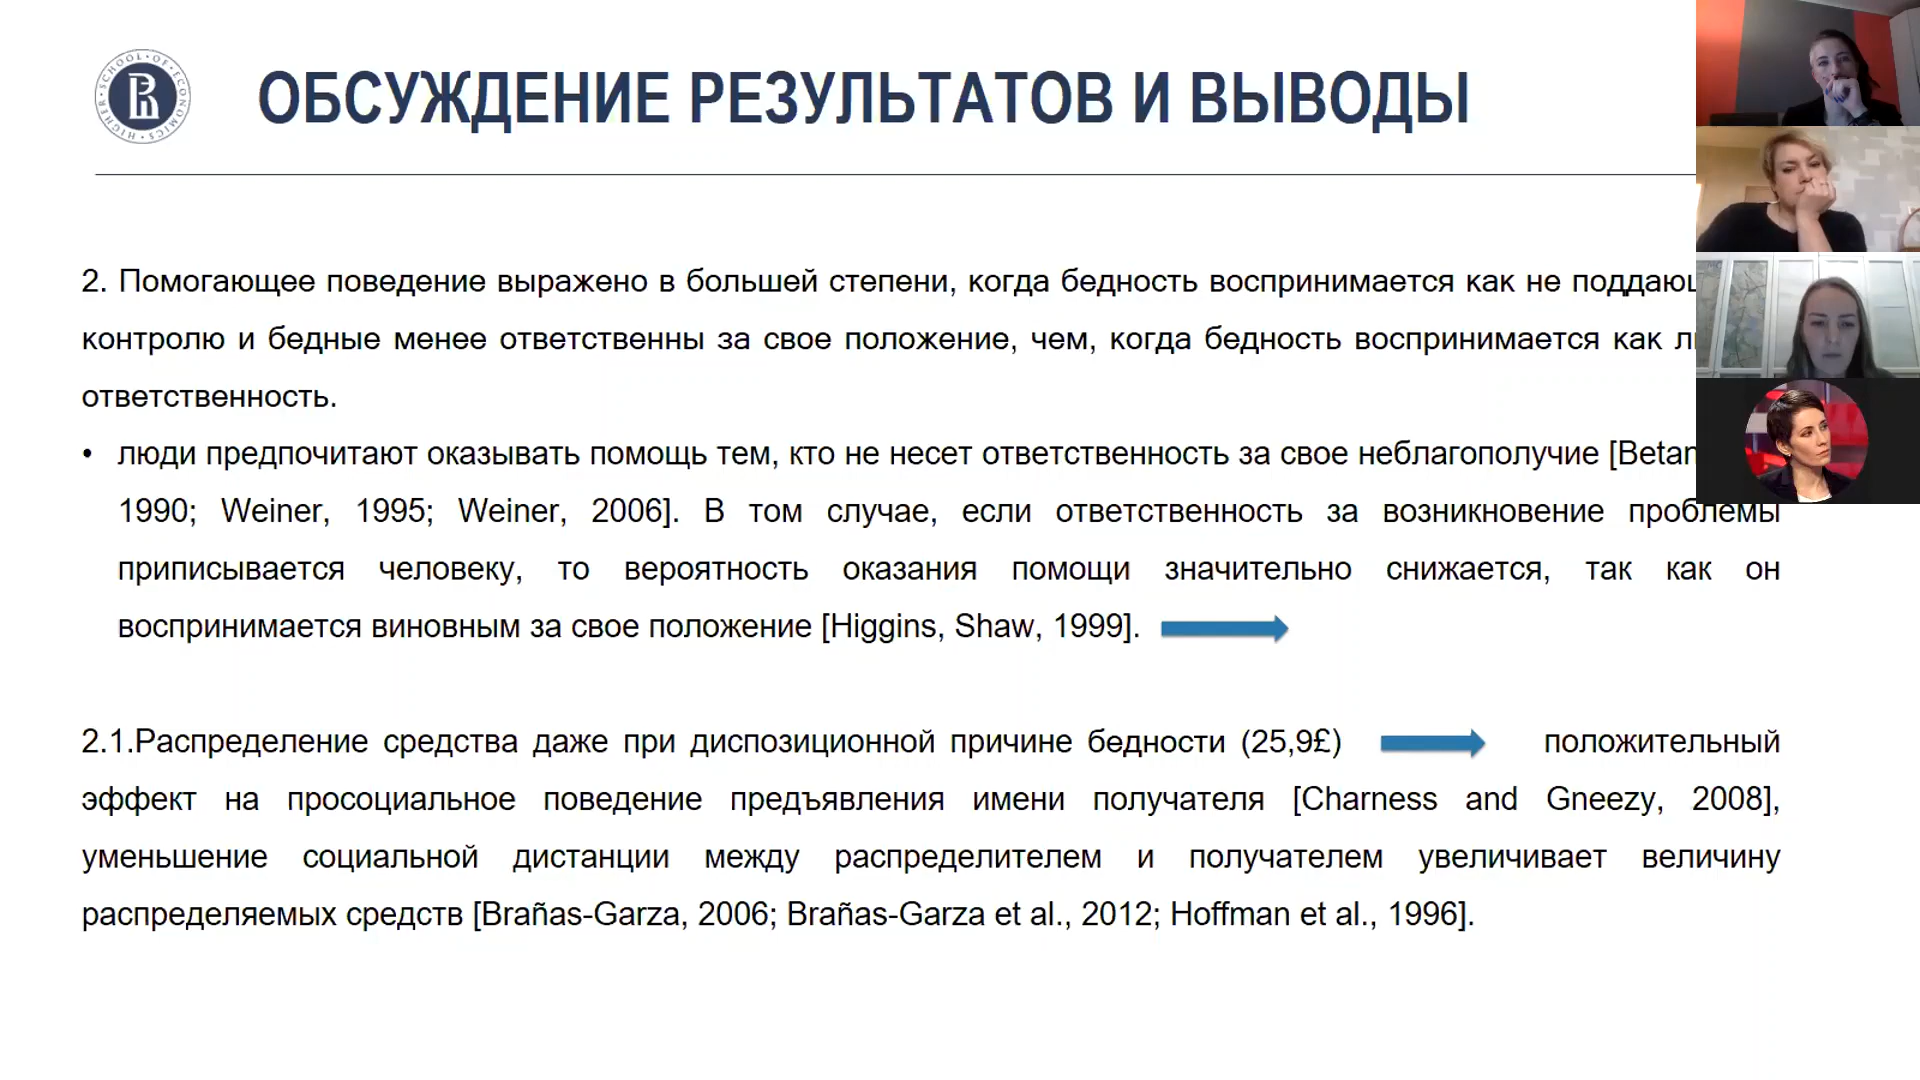 HIGHER SCHOOL OF ECONOMICS
ОБСУЖДЕНИЕ РЕЗУЛЬТАТОВ И ВЫВОДЫ
2. Помогающее поведение выражено в большей степени, когда бедность воспринимается как не
контролю и бедные менее ответственны за свое положение, чем, когда бедность воспринимается как
ответственность.
• люди предпочитают оказывать помощь тем, кто не несет ответственность за свое неблагополучие
1990; Weiner, 1995; Weiner, 2006]. В том случае, если ответственность за возникновение проблемы
приписывается человеку, то вероятность оказания помощи значительно снижается, так как он
воспринимается виновным за свое положение [Higgins, Shaw, 1999].
2.1.Распределение средства даже при диспозиционной причине бедности (25,9£) положительный
эффект на просоциальное поведение предъявления имени получателя [Charness and Gneezy, 2008],
уменьшение социальной дистанции между распределителем и получателем увеличивает величину
распределяемых средств [Brañas-Garza, 2006; Brañas-Garza et al., 2012; Hoffman et al., 1996].